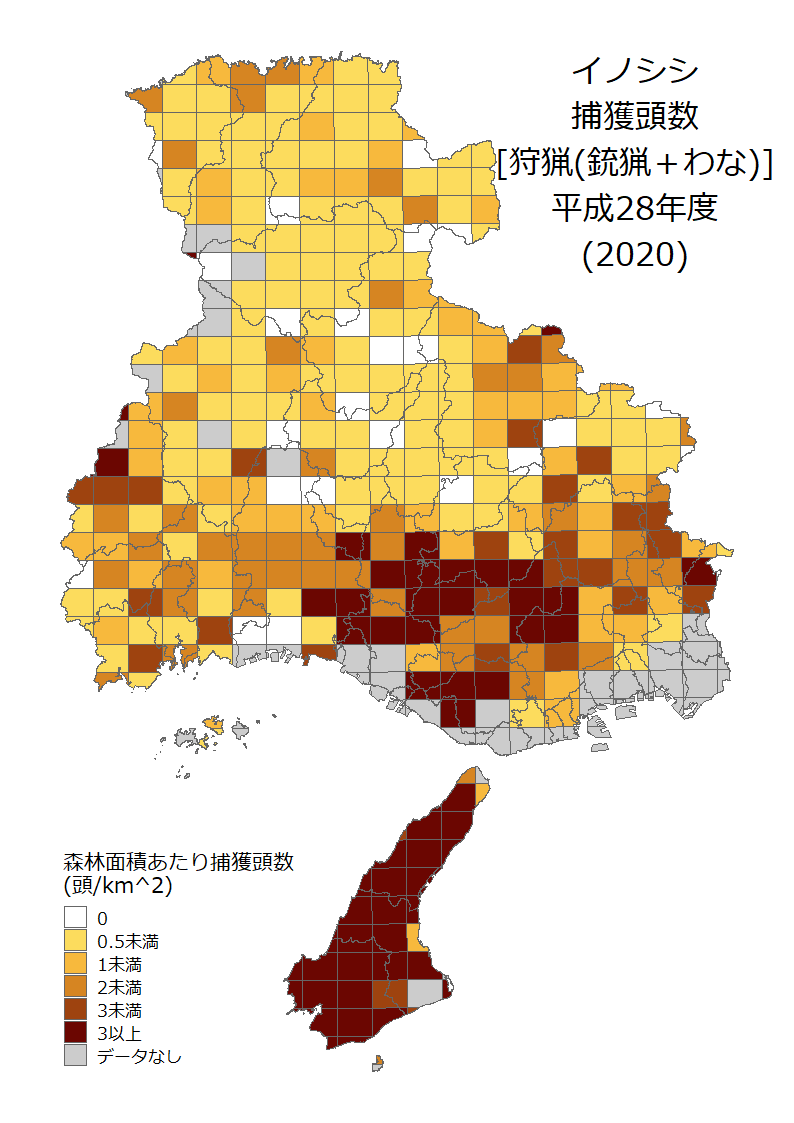 イノシシ
捕獲頭数
[狩猟(銃猟＋わな)]
平成28年度
(2020)
森林面積あたり捕獲頭数
(頭/km^2)
0
0.5未満
1未満
2未満
3未満
3以上
データなし